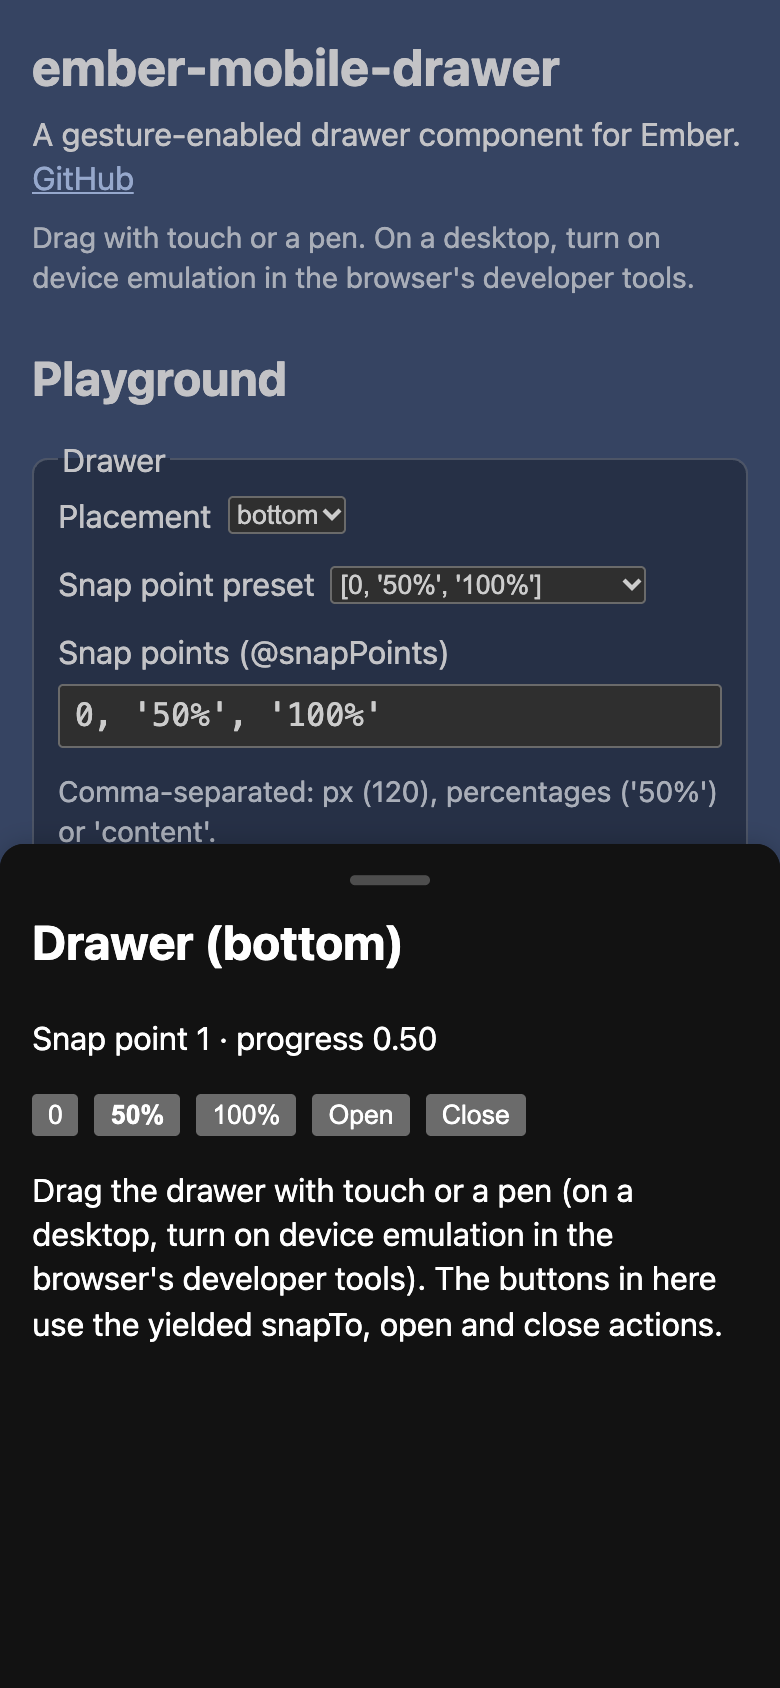 ember-mobile-drawer
A gesture-enabled drawer component for Ember.
GitHub
Drag with touch or a pen. On a desktop, turn on
device emulation in the browser's developer tools.
Playground
Drawer
Placement bottom
Snap point preset [0, '50%', '100%']
Snap points (@snapPoints)
0, '50%', '100%'
Comma-separated: px (120), percentages ('50%')
or 'content'.
Drawer (bottom)
Snap point 1 · progress 0.50
0 50% 100% Open Close
Drag the drawer with touch or a pen (on a
desktop, turn on device emulation in the
browser's developer tools). The buttons in here
use the yielded snapTo, open and close actions.